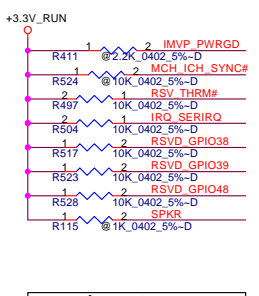 +3.3V_RUN
1 2 IMVP_PWRGD
R411 @2.2K_0402_5%~D
1 2 MCH_ICH_SYNC#
R524 @10K_0402_5%~D
2 1 RSV_THRM#
R497 10K_0402_5%~D
2 1 IRQ_SERIRQ
R504 10K_0402_5%~D
1 2 RSVD_GPIO38
R517 10K_0402_5%~D
1 2 RSVD_GPIO39
R523 10K_0402_5%~D
1 2 RSVD_GPIO48
R528 10K_0402_5%~D
1 2 SPKR
R115 @1K_0402_5%~D